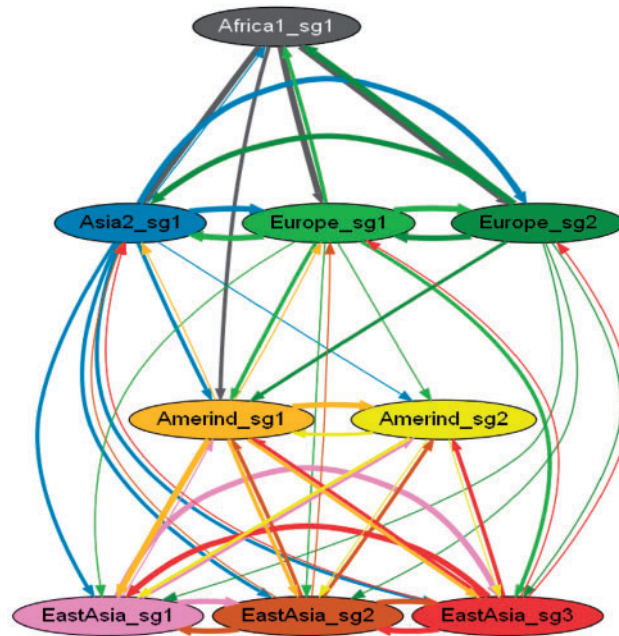 Africa1_sg1
Asia2_sg1 Europe_sg1 Europe_sg2
Amerind_sg1 Amerind_sg2
EastAsia_sg1 EastAsia_sg2 EastAsia_sg3